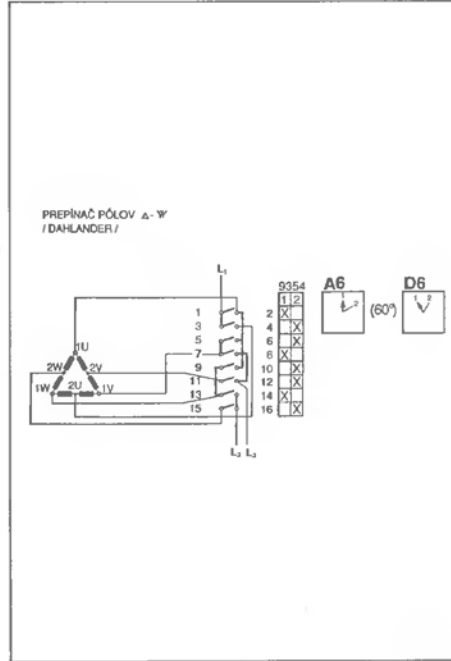 PREPÍNAČ PÓLOV Δ-
/ DAHLANDER /
L₁
9354
A6
D6
1 2
1 2
1 2
(60°)
1
2 X
3
4 X
5
6 X
7
8 X
9
10 X
11
12 X
13
14 X
15
16 X
1U
2W 2V
1W 2U 1V
L₂ L₃